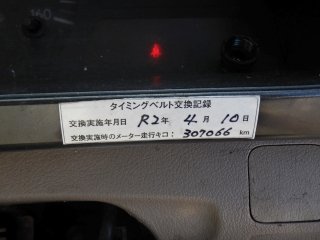 160
タイミングベルト交換記録
交換実施年月日 R2年 4月 10日
交換実施時のメーター走行キロ: 307066 km